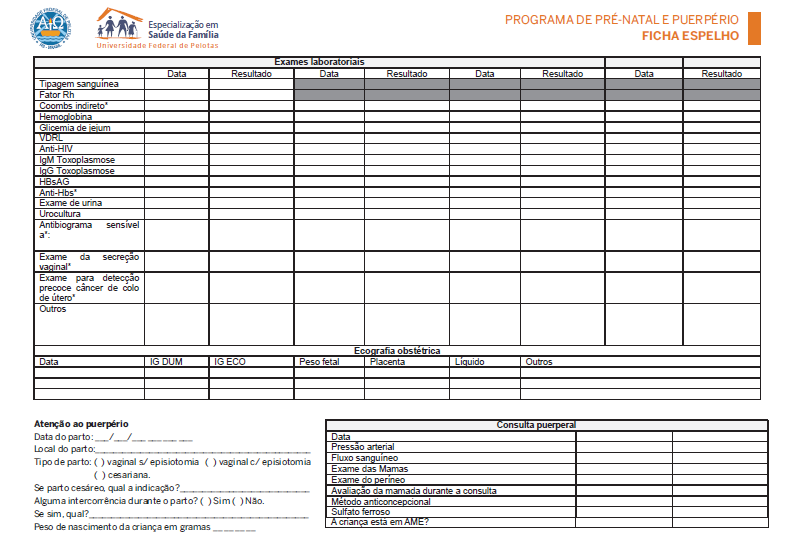 Especialização em
Saúde da Família
Universidade Federal de Pelotas
PROGRAMA DE PRÉ-NATAL E PUERPÉRIO
FICHA ESPELHO
Exames laboratoriais
Data Resultado Data Resultado Data Resultado Data Resultado
Tipagem sanguínea
Fator Rh
Coombs indireto*
Hemoglobina
Glicemia de jejum
VDRL
Anti-HIV
IgM Toxoplasmose
IgG Toxoplasmose
HBsAG
Anti-Hbs*
Exame de urina
Urocultura
Antibiograma sensível
a*:
Exame da secreção
vaginal*
Exame para detecção
precoce câncer de colo
de útero*
Outros
Ecografia obstétrica
Data IG DUM IG ECO Peso fetal Placenta Líquido Outros
Atenção ao puerpério
Data do parto: ___/___/___ ___ ___ ___
Local do parto:______________________________
Tipo de parto: ( ) vaginal s/ episiotomia ( ) vaginal c/ episiotomia
( ) cesariana.
Se parto cesáreo, qual a indicação?______________________
Alguma intercorrência durante o parto? ( ) Sim ( ) Não.
Se sim, qual?______________________________
Peso de nascimento da criança em gramas __ __ __ __
Consulta puerperal
Data
Pressão arterial
Fluxo sanguíneo
Exame das Mamas
Exame do períneo
Avaliação da mamada durante a consulta
Método anticoncepcional
Sulfato ferroso
A criança está em AME?